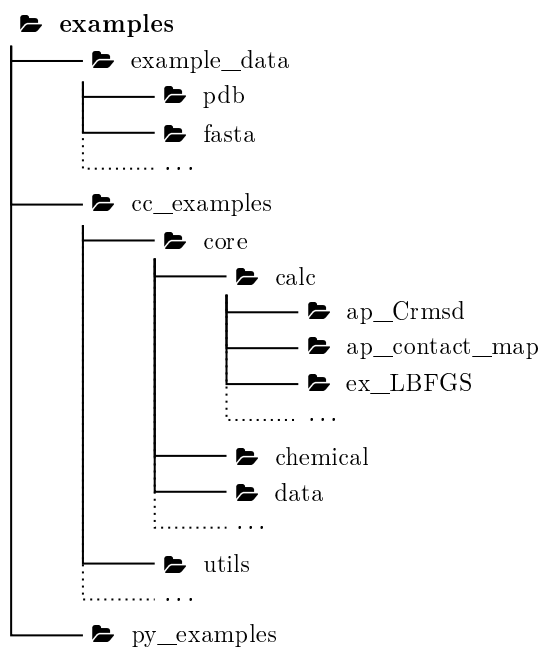 examples
example_data
pdb
fasta
...
cc_examples
core
calc
ap_Crmsd
ap_contact_map
ex_LBFGS
...
chemical
data
...
utils
...
py_examples